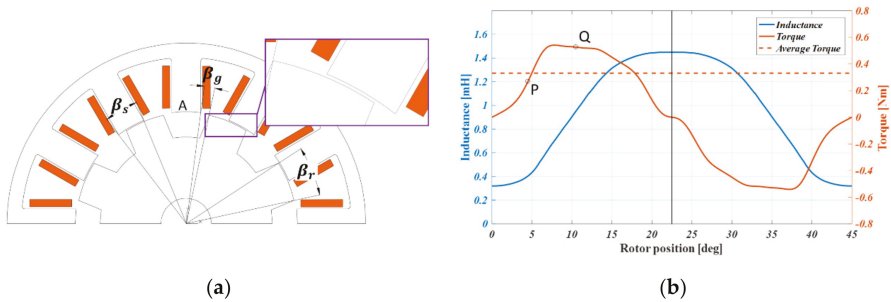 β_g
β_s
A
β_r
(a)
Inductance [mH]
1.6
1.4
1.2
1
0.8
0.6
0.4
0.2
0
P
Q
Inductance
Torque
Average Torque
0.8
0.6
0.4
0.2
0
-0.2
-0.4
-0.6
-0.8
Torque [Nm]
0 5 10 15 20 25 30 35 40 45
Rotor position [deg]
(b)